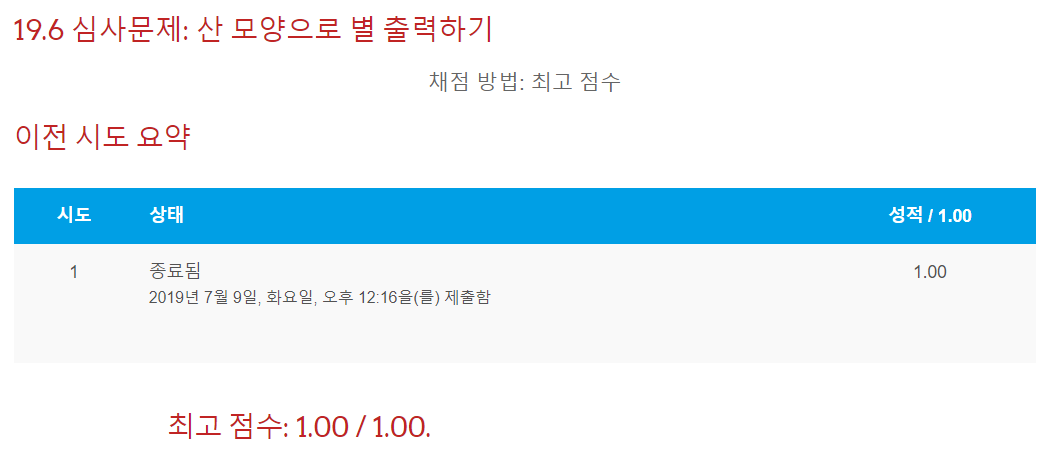 19.6 심사문제: 산 모양으로 별 출력하기
채점 방법: 최고 점수
이전 시도 요약
시도 상태 성적 / 1.00
1 종료됨 1.00
2019년 7월 9일, 화요일, 오후 12:16을(를) 제출함
최고 점수: 1.00 / 1.00.